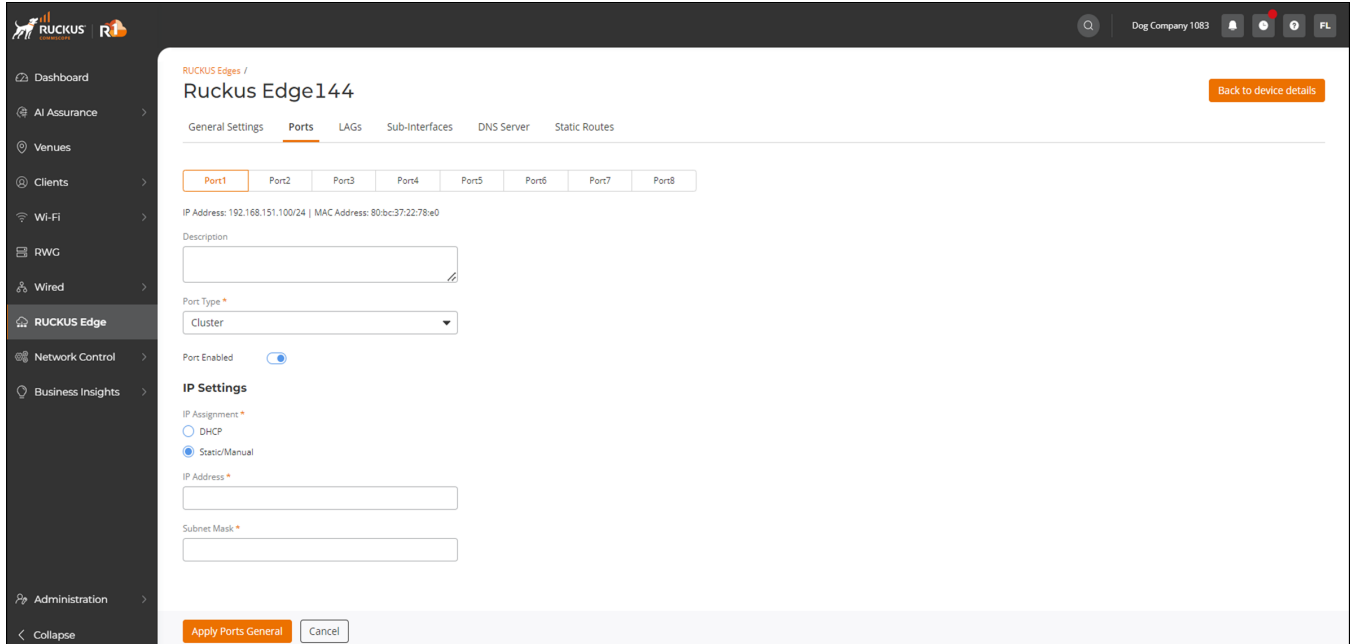 RUCKUS
COMMSCOPE
R1
Dog Company 1083
?
FL
Dashboard
AI Assurance
Venues
Clients
Wi-Fi
RWG
Wired
RUCKUS Edge
Network Control
Business Insights
Administration
Collapse
RUCKUS Edges /
Ruckus Edge144
Back to device details
General Settings Ports LAGs Sub-Interfaces DNS Server Static Routes
Port1 Port2 Port3 Port4 Port5 Port6 Port7 Port8
IP Address: 192.168.151.100/24 | MAC Address: 80:bc:37:22:78:e0
Description
Port Type *
Cluster
Port Enabled
IP Settings
IP Assignment *
DHCP
Static/Manual
IP Address *
Subnet Mask *
Apply Ports General Cancel